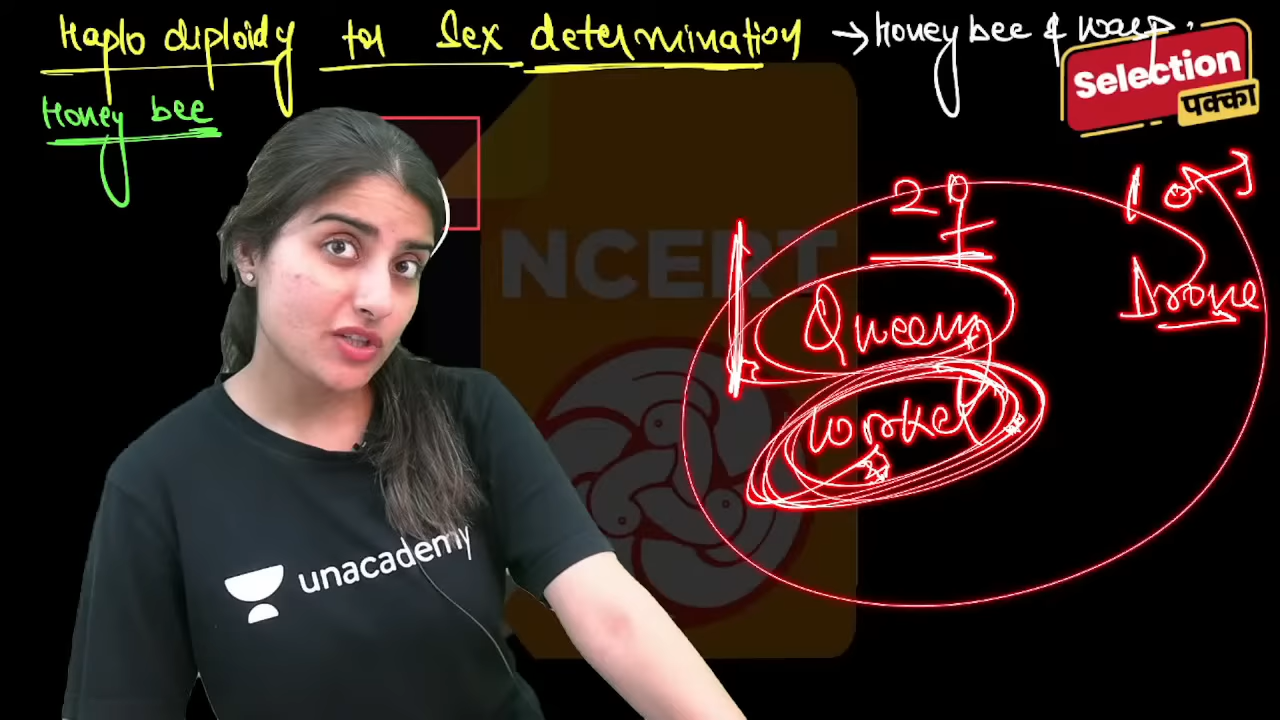 Haplo diploidy for Sex determination → Honey bee & wasp.
Selection
पक्का
Honey bee
2♀
1♂
NCERT
Queen
Drone
Worker
unacademy